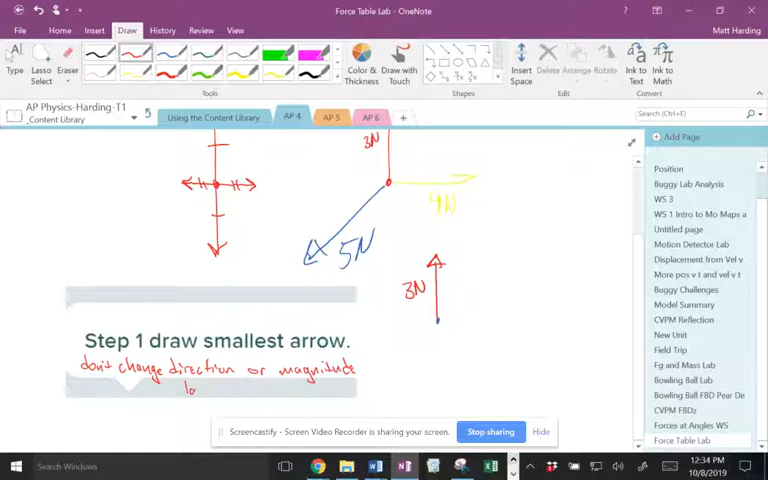 Force Table Lab - OneNote
Matt Harding
File Home Insert Draw History Review View
Type
Lasso Select
Eraser
Color & Thickness
Draw with Touch
Insert Space
Delete Arrange Rotate
Ink to Text
Ink to Math
Tools Shapes Edit Convert
AP Physics-Harding-T1
_Content Library
Using the Content Library AP 4 AP 5 AP 6
Search (Ctrl+E)
Add Page
Position
Buggy Lab Analysis
WS 3
WS 1 Intro to Mo Maps a
Untitled page
Motion Detector Lab
Displacement from Vel v
More pos v t and vel v t
Buggy Challenges
Model Summary
CVPM Reflection
New Unit
Field Trip
Fg and Mass Lab
Bowling Ball Lab
Bowling Ball FBD Pear De
CVPM FBDz
Forces at Angles WS
Force Table Lab
3N
4N
5N
3N
Step 1 draw smallest arrow.
don't change direction or magnitude
Screencastify - Screen Video Recorder is sharing your screen. Stop sharing Hide
Search Windows
12:34 PM
10/8/2019